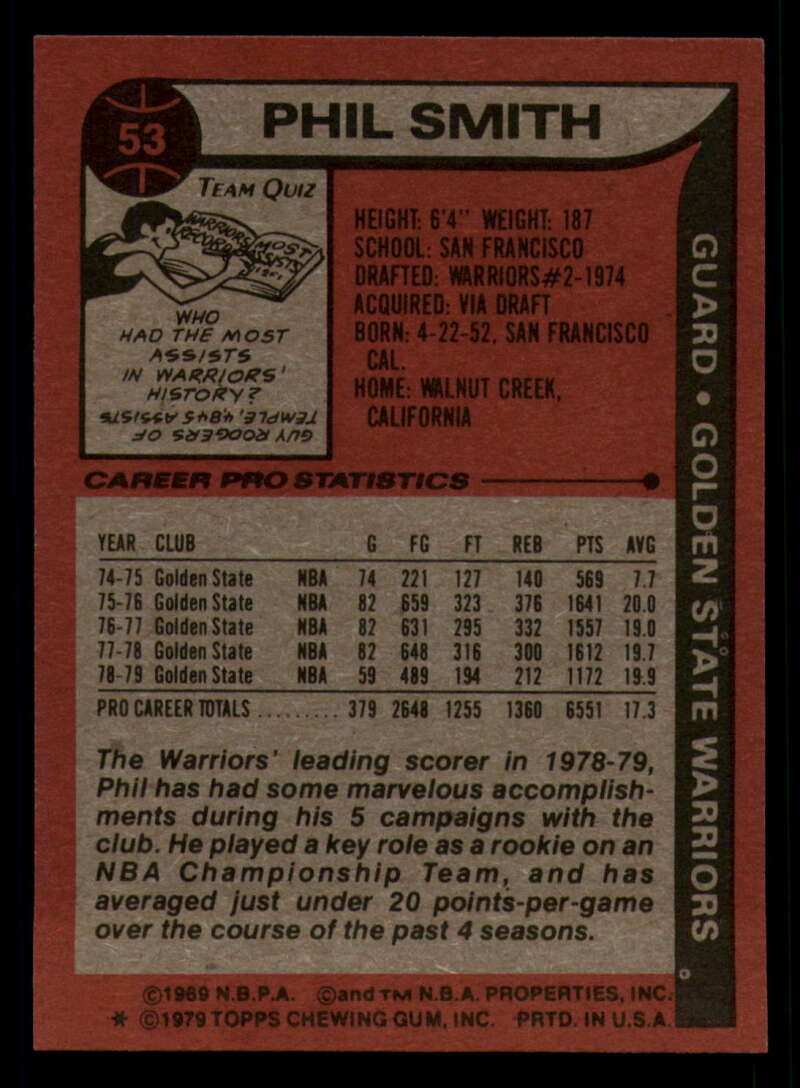 53
PHIL SMITH
TEAM QUIZ
WARRIORS
RECORD
MOST
ASSISTS
WHO
HAD THE MOST
ASSISTS
IN WARRIORS'
HISTORY?
GUY RODGERS OF
TEMPLE, 4,845 ASSISTS
HEIGHT: 6'4" WEIGHT: 187
SCHOOL: SAN FRANCISCO
DRAFTED: WARRIORS#2-1974
ACQUIRED: VIA DRAFT
BORN: 4-22-52, SAN FRANCISCO
CAL.
HOME: WALNUT CREEK,
CALIFORNIA
GUARD • GOLDEN STATE WARRIORS
CAREER PRO STATISTICS
YEAR CLUB G FG FT REB PTS AVG
74-75 Golden State NBA 74 221 127 140 569 7.7
75-76 Golden State NBA 82 659 323 376 1641 20.0
76-77 Golden State NBA 82 631 295 332 1557 19.0
77-78 Golden State NBA 82 648 316 300 1612 19.7
78-79 Golden State NBA 59 489 194 212 1172 19.9
PRO CAREER TOTALS ......... 379 2648 1255 1360 6551 17.3
The Warriors' leading scorer in 1978-79,
Phil has had some marvelous accomplish-
ments during his 5 campaigns with the
club. He played a key role as a rookie on an
NBA Championship Team, and has
averaged just under 20 points-per-game
over the course of the past 4 seasons.
©1969 N.B.P.A. ©and TM N.B.A. PROPERTIES, INC.
* ©1979 TOPPS CHEWING GUM, INC. PRTD. IN U.S.A.